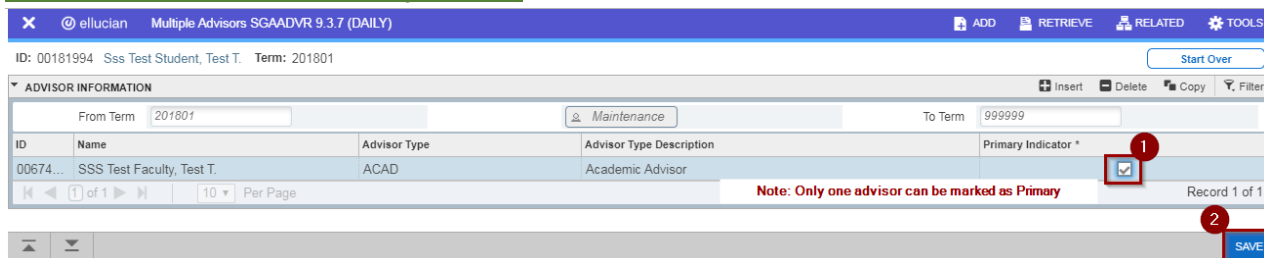 ellucian Multiple Advisors SGAADVR 9.3.7 (DAILY) ADD RETRIEVE RELATED TOOLS
ID: 00181994 Sss Test Student, Test T. Term: 201801 Start Over
ADVISOR INFORMATION Insert Delete Copy Filter
From Term 201801 Maintenance To Term 999999
ID Name Advisor Type Advisor Type Description Primary Indicator *
1
00674... SSS Test Faculty, Test T. ACAD Academic Advisor
1 of 1 10 Per Page Note: Only one advisor can be marked as Primary Record 1 of 1
2
SAVE